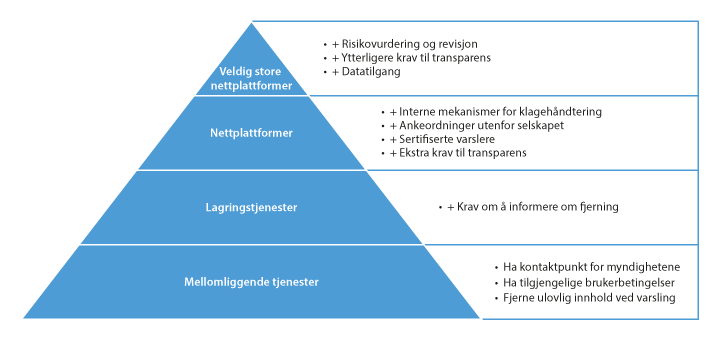 Veldig store
nettplattformer
• + Risikovurdering og revisjon
• + Ytterligere krav til transparens
• + Datatilgang
Nettplattformer
• + Interne mekanismer for klagehåndtering
• + Ankeordninger utenfor selskapet
• + Sertifiserte varslere
• + Ekstra krav til transparens
Lagringstjenester
• + Krav om å informere om fjerning
Mellomliggende tjenester
• Ha kontaktpunkt for myndighetene
• Ha tilgjengelige brukerbetingelser
• Fjerne ulovlig innhold ved varsling